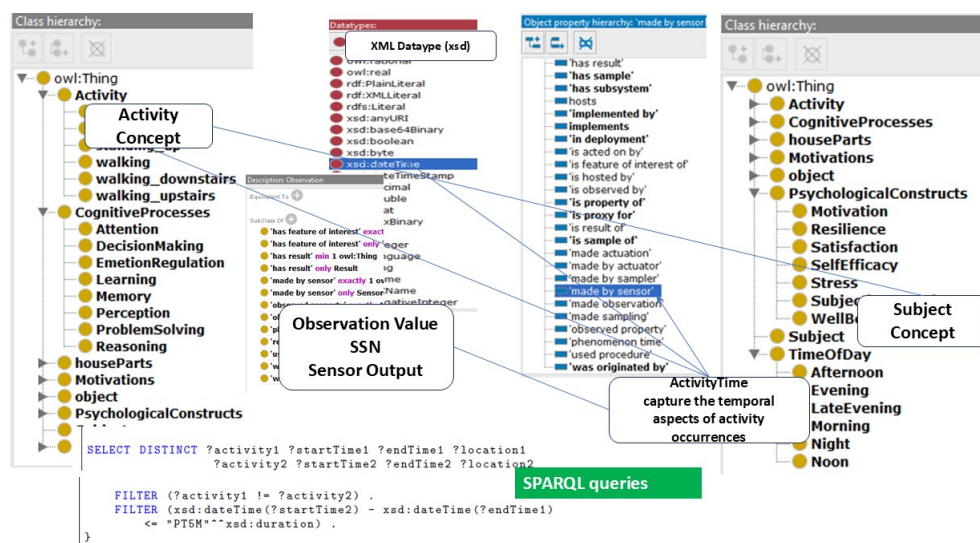 Class hierarchy:
owl:Thing
Activity
Activity
Concept
walking
walking_downstairs
walking_upstairs
CognitiveProcesses
Attention
DecisionMaking
EmetionRegulation
Learning
Memory
Perception
ProblemSolving
Reasoning
houseParts
Motivations
object
PsychologicalConstructs
Datatypes:
XML Dataype (xsd)
owl:real
rdf:PlainLiteral
rdf:XMLLiteral
rdfs:Literal
xsd:anyURI
xsd:base64Binary
xsd:boolean
xsd:byte
xsd:dateTime
Description: Observation
Equivalent To
SubClass Of
'has feature of interest' exact
'has feature of interest' only
'has result' min 1 owl:Thing
'has result' only Result
'made by sensor' exactly 1 ow
'made by sensor' only Sensor
Observation Value
SSN
Sensor Output
Object property hierarchy: 'made by sensor
'has result'
'has sample'
'has subsystem'
hosts
'implemented by'
implements
'in deployment'
'is acted on by'
'is feature of interest of'
'is hosted by'
'is observed by'
'is property of'
'is proxy for'
'is result of'
'is sample of'
'made actuation'
'made by actuator'
'made by sampler'
'made by sensor'
'made observation'
'made sampling'
'observed property'
'phenomenon time'
'used procedure'
'was originated by'
ActivityTime
capture the temporal
aspects of activity
occurrences
Class hierarchy:
owl:Thing
Activity
CognitiveProcesses
houseParts
Motivations
object
PsychologicalConstructs
Motivation
Resilience
Satisfaction
SelfEfficacy
Stress
Subject
Concept
Subject
TimeOfDay
Afternoon
Evening
LateEvening
Morning
Night
Noon
SELECT DISTINCT ?activity1 ?startTime1 ?endTime1 ?location1
?activity2 ?startTime2 ?endTime2 ?location2
SPARQL queries
FILTER (?activity1 != ?activity2) .
FILTER (xsd:dateTime(?startTime2) - xsd:dateTime(?endTime1)
<= "PT5M"^^xsd:duration) .
}